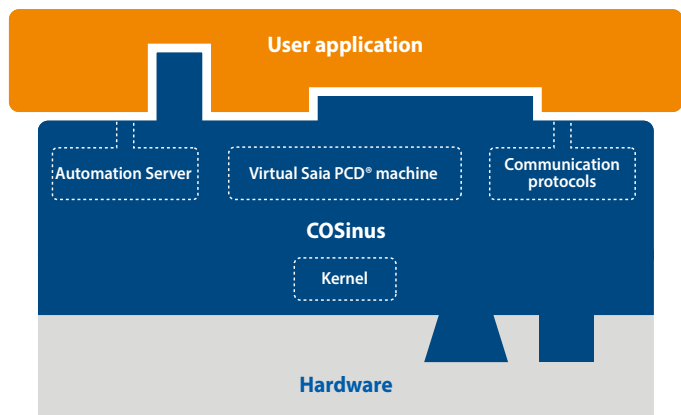 User application
Automation Server
Virtual Saia PCD® machine
Communication
protocols
COSinus
Kernel
Hardware